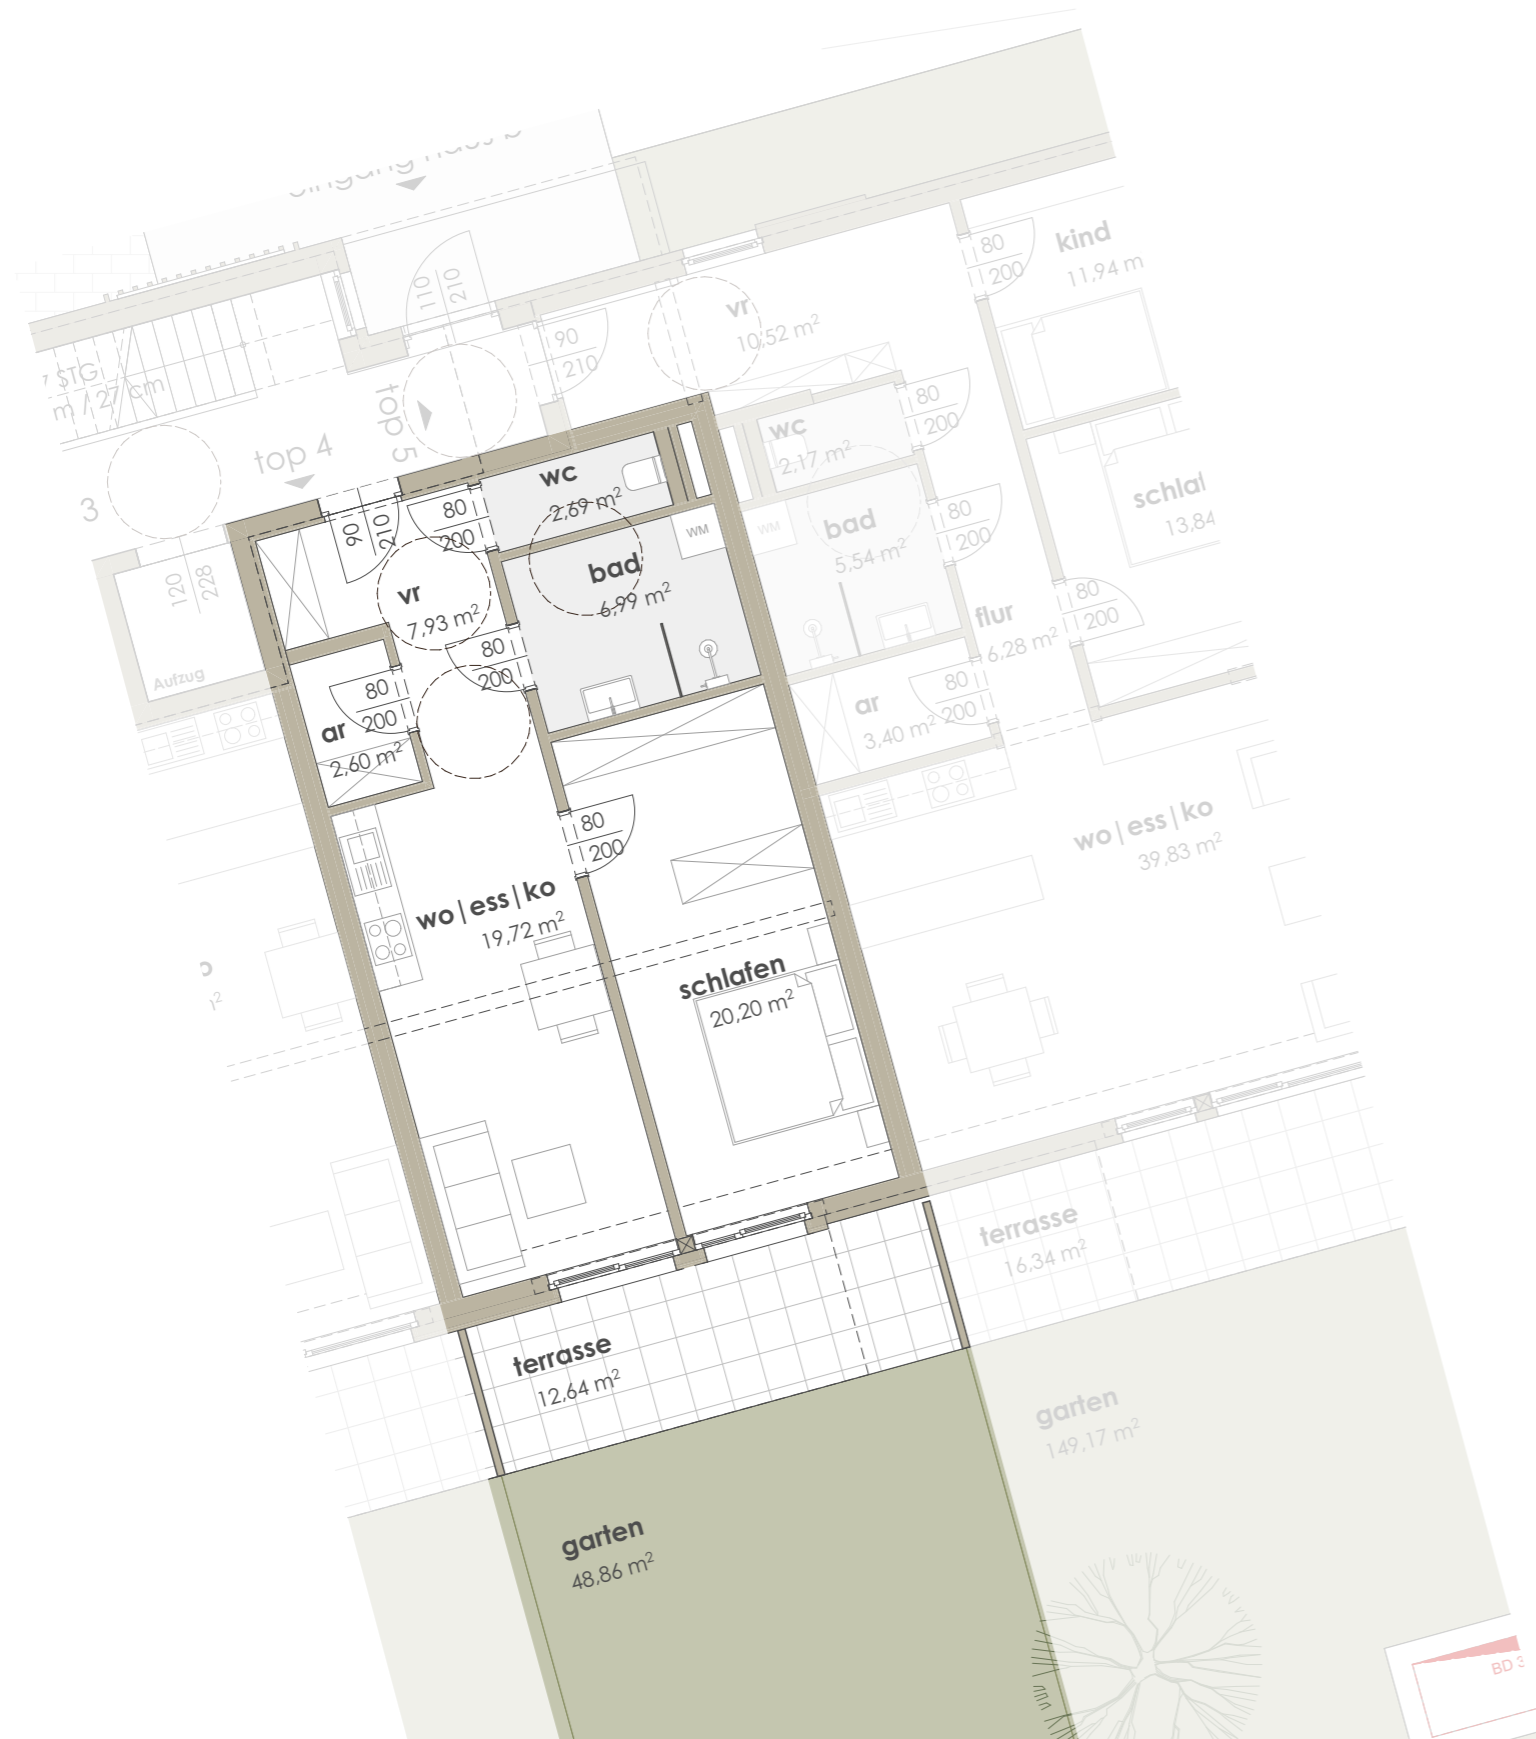 kind
11,94 m
80
200
110
210
vr
10,52 m²
90
210
STG
m / 27 cm
top 5
top 4
3
80
200
wc
2,17 m²
wc
2,69 m²
80
200
90
210
schlaf
13,84
WM
WM
bad
5,54 m²
80
200
bad
6,99 m²
vr
7,93 m²
120
228
80
200
flur
6,28 m²
80
200
Aufzug
80
200
ar
2,60 m²
80
200
ar
3,40 m²
80
200
wo|ess|ko
39,83 m²
wo|ess|ko
19,72 m²
schlafen
20,20 m²
terrasse
16,34 m²
terrasse
12,64 m²
garten
149,17 m²
garten
48,86 m²
BD 3